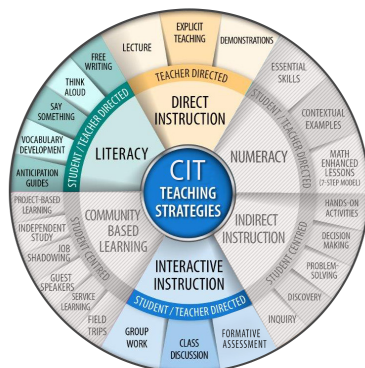 CIT
TEACHING
STRATEGIES
TEACHER DIRECTED
DIRECT
INSTRUCTION
LECTURE
EXPLICIT
TEACHING
DEMONSTRATIONS
STUDENT / TEACHER DIRECTED
NUMERACY
ESSENTIAL
SKILLS
CONTEXTUAL
EXAMPLES
MATH
ENHANCED
LESSONS
(7-STEP MODEL)
STUDENT CENTRED
INDIRECT
INSTRUCTION
HANDS-ON
ACTIVITIES
DECISION
MAKING
PROBLEM-
SOLVING
DISCOVERY
INQUIRY
STUDENT / TEACHER DIRECTED
INTERACTIVE
INSTRUCTION
FORMATIVE
ASSESSMENT
CLASS
DISCUSSION
GROUP
WORK
STUDENT CENTRED
COMMUNITY
BASED
LEARNING
FIELD
TRIPS
SERVICE
LEARNING
GUEST
SPEAKERS
JOB
SHADOWING
INDEPENDENT
STUDY
PROJECT-BASED
LEARNING
STUDENT / TEACHER DIRECTED
LITERACY
ANTICIPATION
GUIDES
VOCABULARY
DEVELOPMENT
SAY
SOMETHING
THINK
ALOUD
FREE
WRITING